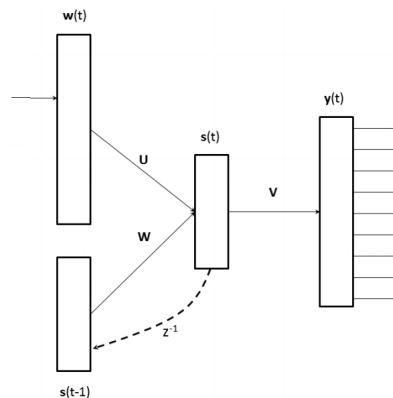 w(t)
y(t)
s(t)
U
V
W
z⁻¹
s(t-1)